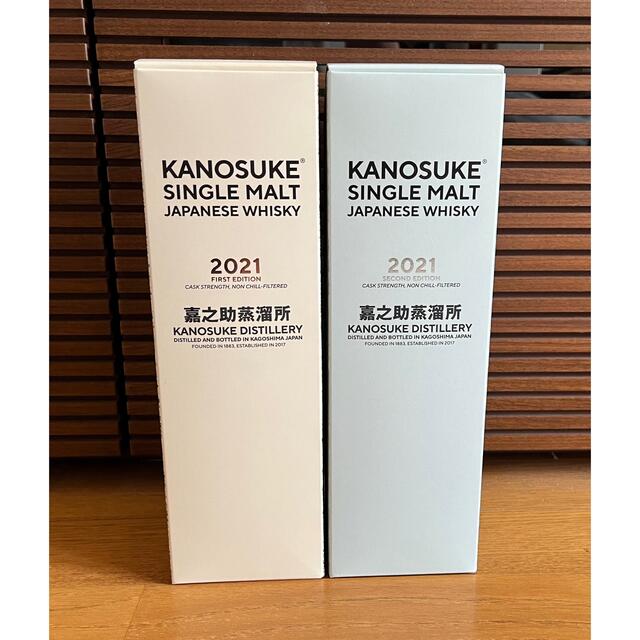 KANOSUKE®
SINGLE MALT
JAPANESE WHISKY
2021
FIRST EDITION
CASK STRENGTH, NON CHILL-FILTERED
嘉之助蒸溜所
KANOSUKE DISTILLERY
DISTILLED AND BOTTLED IN KAGOSHIMA JAPAN
FOUNDED IN 1883, ESTABLISHED IN 2017
KANOSUKE®
SINGLE MALT
JAPANESE WHISKY
2021
SECOND EDITION
CASK STRENGTH, NON CHILL-FILTERED
嘉之助蒸溜所
KANOSUKE DISTILLERY
DISTILLED AND BOTTLED IN KAGOSHIMA JAPAN
FOUNDED IN 1883, ESTABLISHED IN 2017